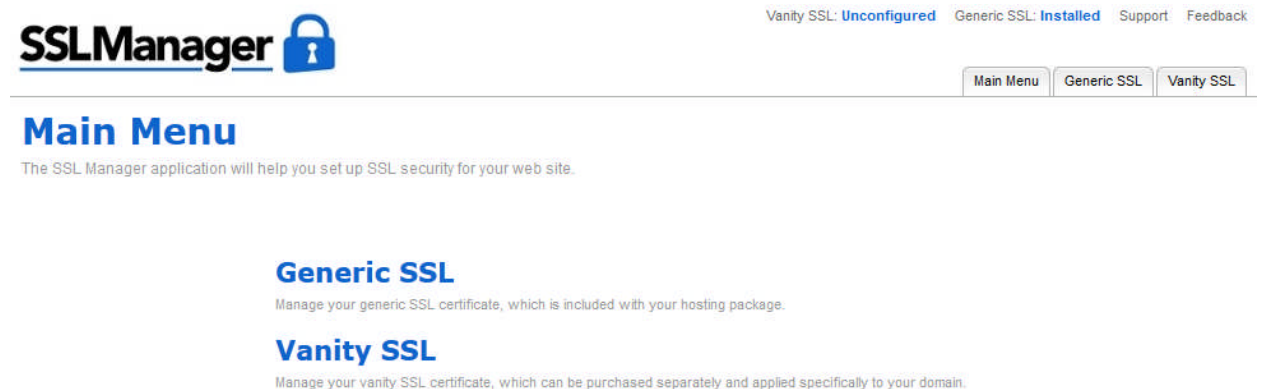 Vanity SSL: Unconfigured Generic SSL: Installed Support Feedback
SSLManager
Main Menu Generic SSL Vanity SSL
Main Menu
The SSL Manager application will help you set up SSL security for your web site.
Generic SSL
Manage your generic SSL certificate, which is included with your hosting package.
Vanity SSL
Manage your vanity SSL certificate, which can be purchased separately and applied specifically to your domain.